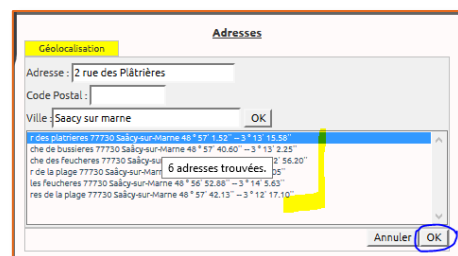 Adresses
Géolocalisation
Adresse : 2 rue des Plâtrières
Code Postal :
Ville : Saacy sur marne OK
r des platrieres 77730 Saâcy-sur-Marne 48 ° 57' 1.52'' -- 3 ° 13' 15.58''
che de bussieres 77730 Saâcy-sur-Marne 48 ° 57' 40.60'' -- 3 ° 13' 2.25''
che des feucheres 77730 Saâcy-su 2' 56.20''
r de la plage 77730 Saâcy-sur-Marn 05''
6 adresses trouvées.
les feucheres 77730 Saâcy-sur-Marne 48 ° 56' 52.88'' -- 3 ° 14' 5.63''
res de la plage 77730 Saâcy-sur-Marne 48 ° 57' 42.13'' -- 3 ° 12' 17.10''
Annuler OK